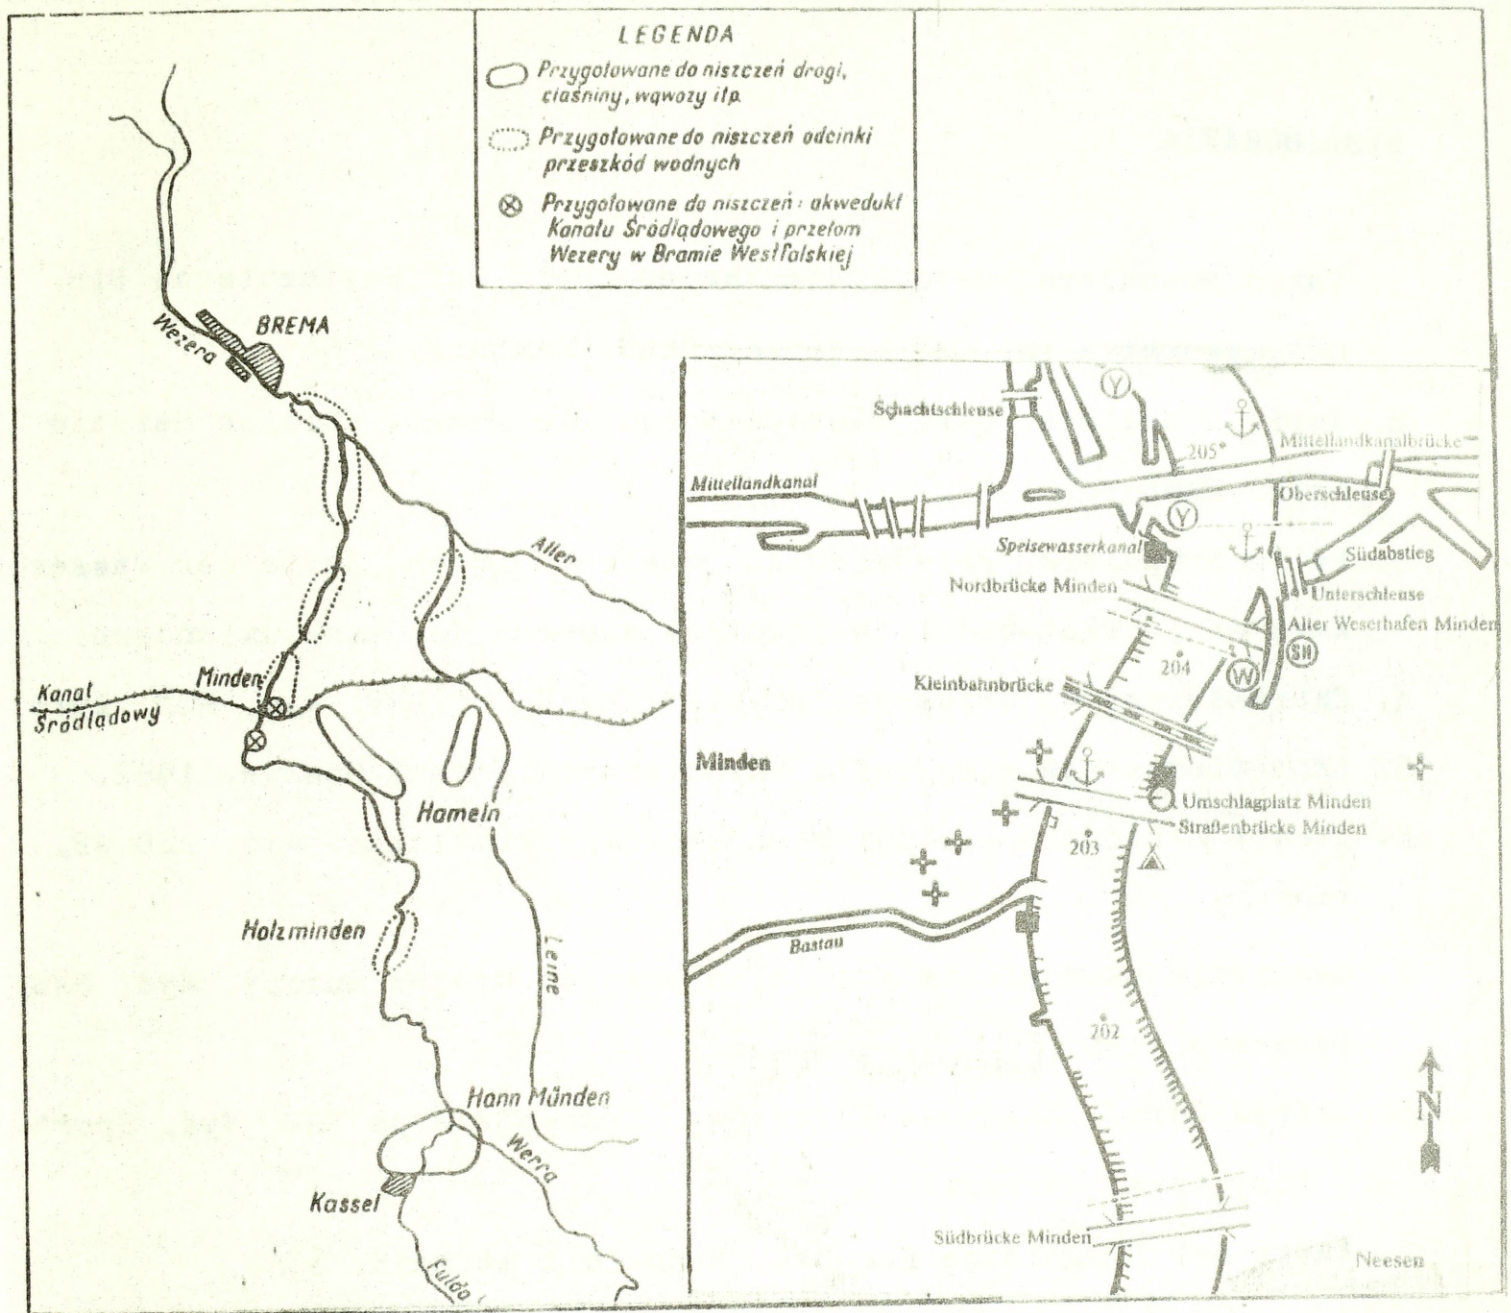 LEGENDA
Przygotowane do niszczeń drogi,
ciaśniny, wąwozy itp.
Przygotowane do niszczeń odcinki
przeszkód wodnych
Przygotowane do niszczeń: akwedukt
Kanału Śródlądowego i przełom
Wezery w Bramie Westfalskiej
Wezera
BREMA
Aller
Minden
Kanał
Śródlądowy
Hameln
Holzminden
Leine
Hann Münden
Werra
Kassel
Fulda
Schachtschleuse
Y
205
Mittellandkanalbrücke
Mittellandkanal
Oberschleuse
Y
Speisewasserkanal
Südabstieg
Nordbrücke Minden
Unterschleuse
Alter Weserhafen Minden
SH
204
W
Kleinbahnbrücke
Minden
Umschlagplatz Minden
Straßenbrücke Minden
203
Bastau
202
N
Südbrücke Minden
Neesen